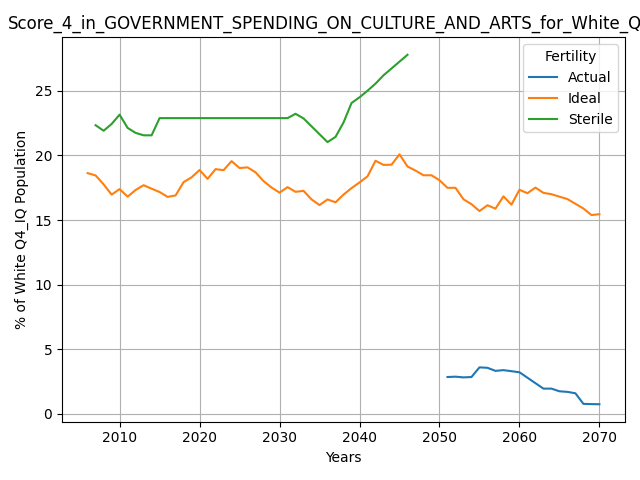 Score_4_in_GOVERNMENT_SPENDING_ON_CULTURE_AND_ARTS_for_White_Q
Fertility
Actual
Ideal
Sterile
% of White Q4_IQ Population
25
20
15
10
5
0
2010 2020 2030 2040 2050 2060 2070
Years